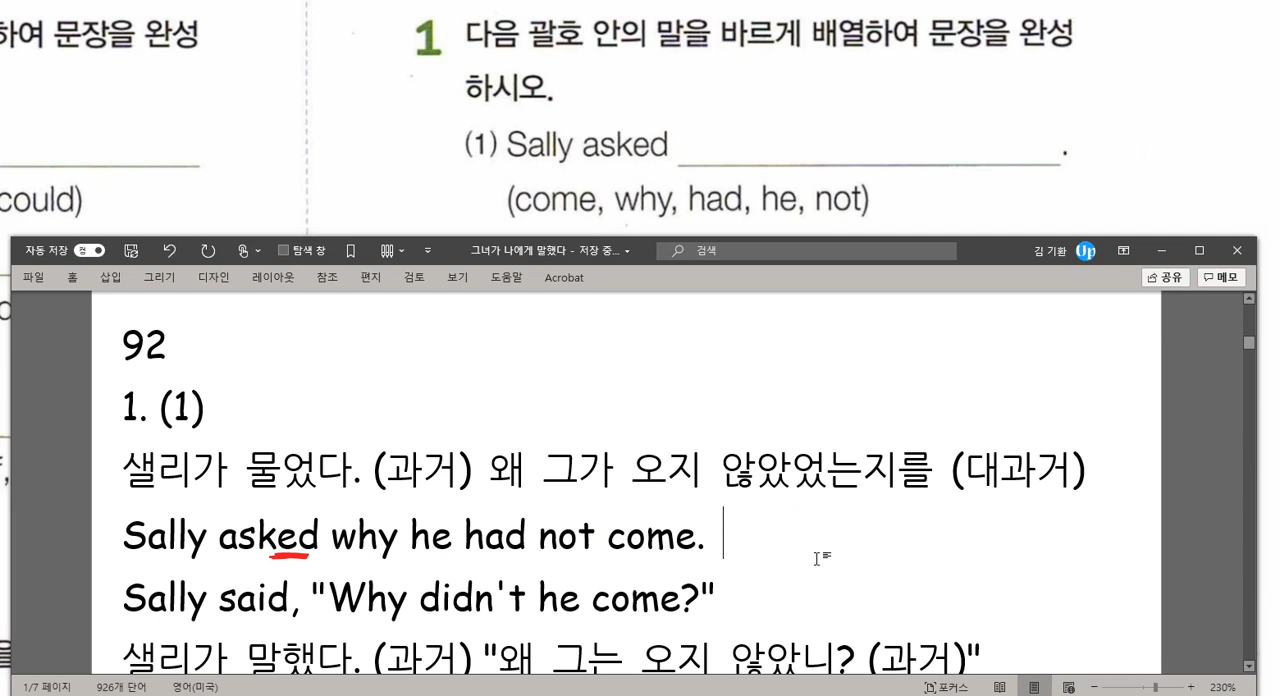 하여 문장을 완성
could)
1 다음 괄호 안의 말을 바르게 배열하여 문장을 완성
하시오.
(1) Sally asked .
(come, why, had, he, not)
자동 저장 탐색 창 그녀가 나에게 말했다 - 저장 중... 검색 김 기환 Up
파일 홈 삽입 그리기 디자인 레이아웃 참조 편지 검토 보기 도움말 Acrobat 공유 메모
92
1. (1)
샐리가 물었다. (과거) 왜 그가 오지 않았었는지를 (대과거)
Sally asked why he had not come.
Sally said, "Why didn't he come?"
샐리가 말했다. (과거) "왜 그는 오지 않았니? (과거)"
1/7 페이지 926개 단어 영어(미국) 포커스 230%